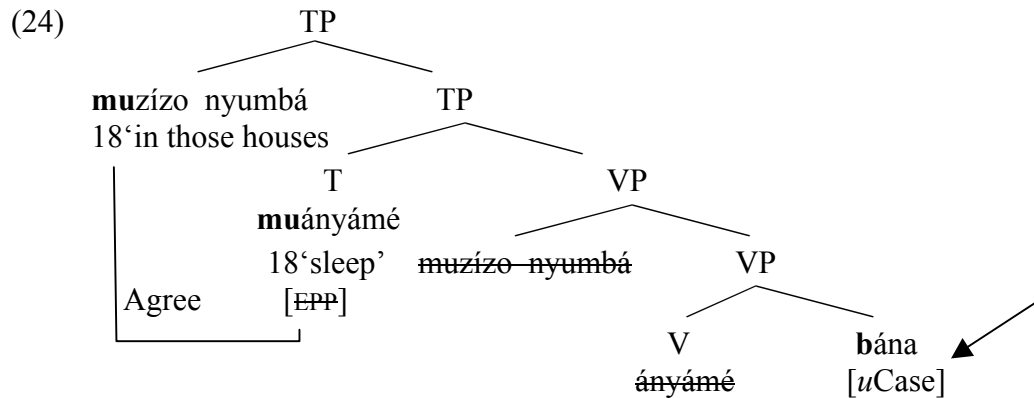 (24) TP
muzízo nyumbá TP
18‘in those houses
T VP
muányámé
18‘sleep’ muzízo nyumbá VP
Agree [EPP]
V bána
ányámé [uCase]